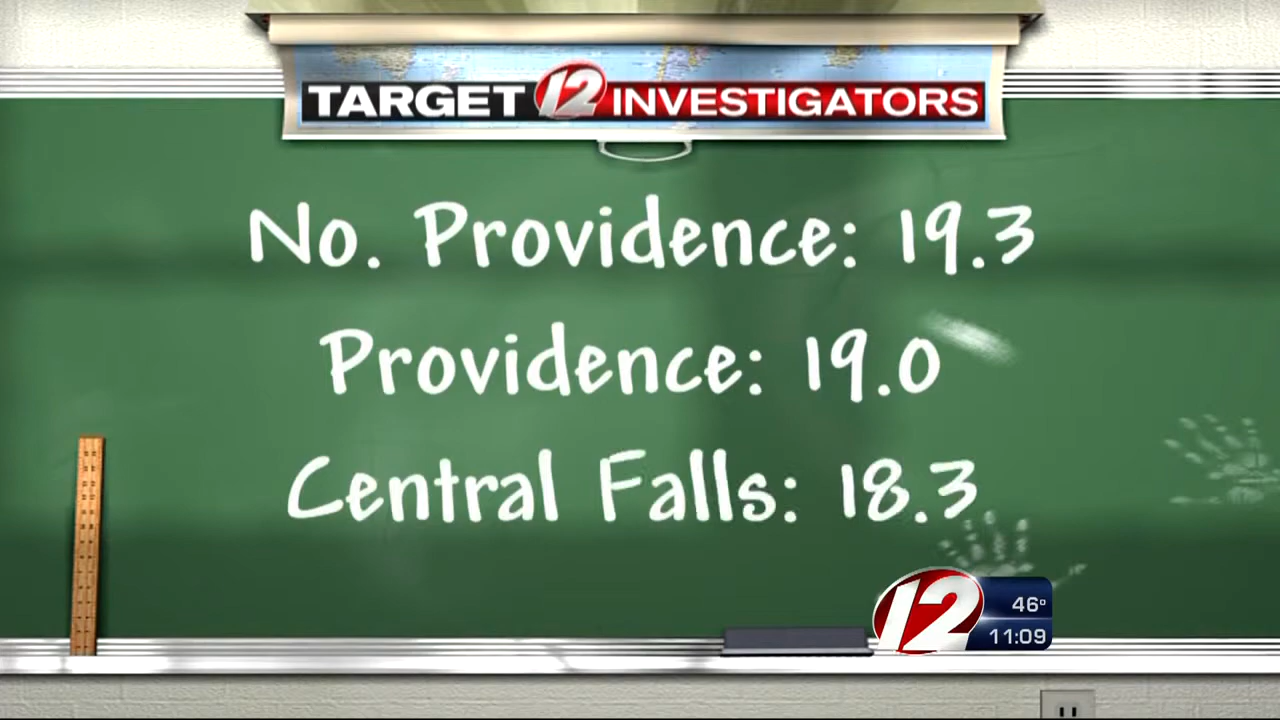 TARGET 12 INVESTIGATORS
No. Providence: 19.3
Providence: 19.0
Central Falls: 18.3
12
46°
11:09